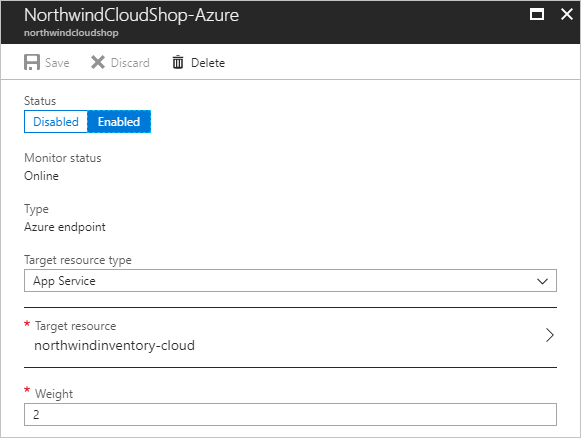 NorthwindCloudShop-Azure
northwindcloudshop
Save Discard Delete
Status
Disabled Enabled
Monitor status
Online
Type
Azure endpoint
Target resource type
App Service
* Target resource
northwindinventory-cloud
* Weight
2